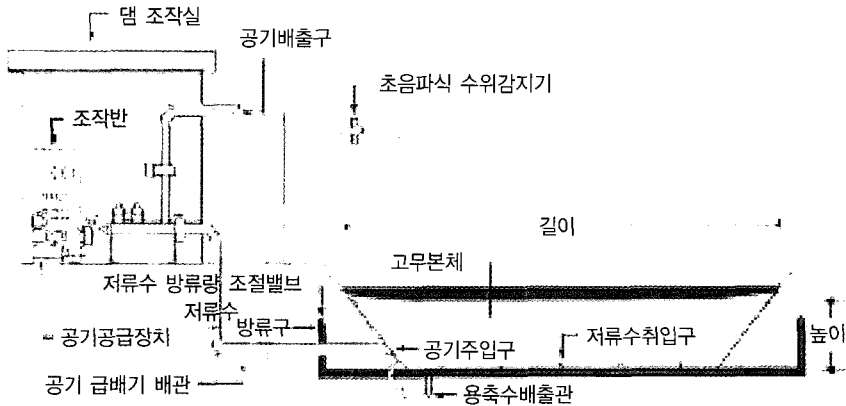 댐 조작실
공기배출구
초음파식 수위감지기
조작반
길이
고무본체
저류수 방류량 조절밸브
저류수
방류구
공기공급장치
공기주입구
저류수취입구
높이
공기 급배기 배관
용축수배출관